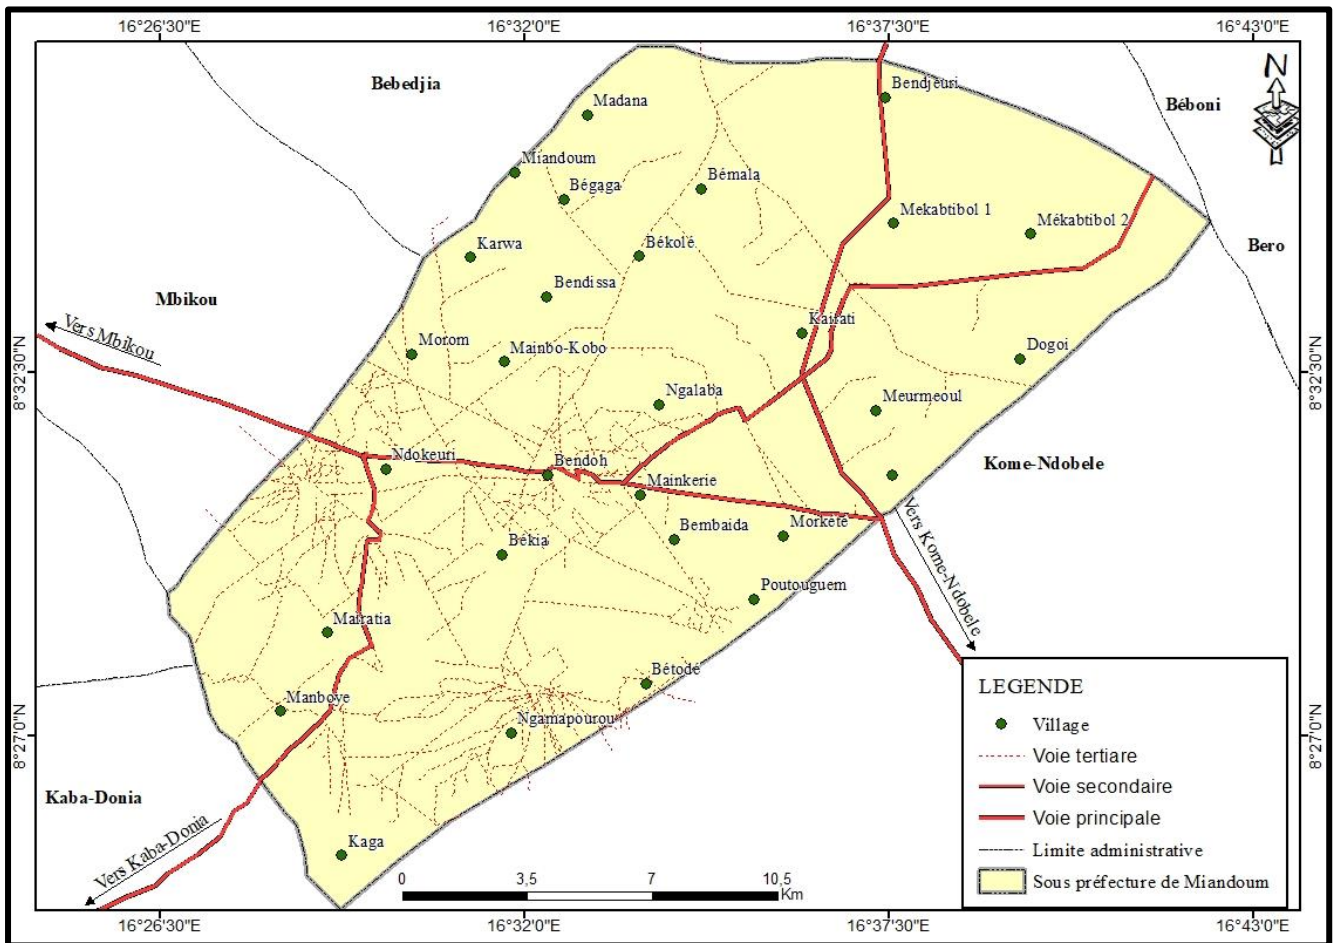 16°26'30"E
16°32'0"E
16°37'30"E
16°43'0"E
N
Bebedjia
Béboni
Bendjeuri
Madana
Miandoum
Bégaga
Bémala
Mekabtibol 1
Mékabtibol 2
Bero
Karwa
Békolé
Bendissa
Mbikou
Vers Mbikou
Kairati
Morom
Mainbo-Kobo
Dogoi
8°32'30"N
8°32'30"N
Ngalaba
Meurmeoul
Ndokeuri
Bendoh
Kome-Ndobele
Mainkerie
Bembaida
Morkété
Vers Kome-Ndobele
Békia
Poutouguem
Mairatia
Bétodé
Manboye
Ngamapourou
8°27'0"N
8°27'0"N
Kaba-Donia
Vers Kaba-Donia
Kaga
LEGENDE
Village
Voie tertiare
Voie secondaire
Voie principale
Limite administrative
Sous préfecture de Miandoum
0 3,5 7 10,5
Km
16°26'30"E
16°32'0"E
16°37'30"E
16°43'0"E